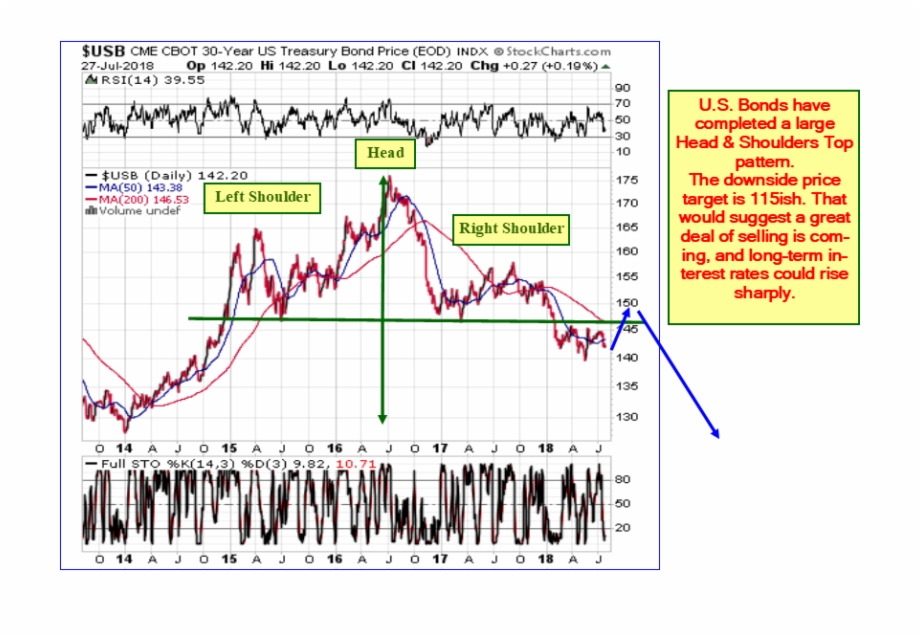 $USB CME CBOT 30-Year US Treasury Bond Price (EOD) INDX ® StockCharts.com
27-Jul-2018 Op 142.20 Hi 142.20 Lo 142.20 Cl 142.20 Chg +0.27 (+0.19%)
RSI(14) 39.55
90
70
50
30
10
Head
$USB (Daily) 142.20
MA(50) 143.38
MA(200) 146.53
Volume undef
Left Shoulder
Right Shoulder
175
170
165
160
155
150
145
140
135
130
O 14 A J O 15 A J O 16 A J O 17 A J O 18 A J
Full STO %K(14,3) %D(3) 9.82, 10.71
80
50
20
O 14 A J O 15 A J O 16 A J O 17 A J O 18 A J
U.S. Bonds have
completed a large
Head & Shoulders Top
pattern.
The downside price
target is 115ish. That
would suggest a great
deal of selling is com-
ing, and long-term in-
terest rates could rise
sharply.